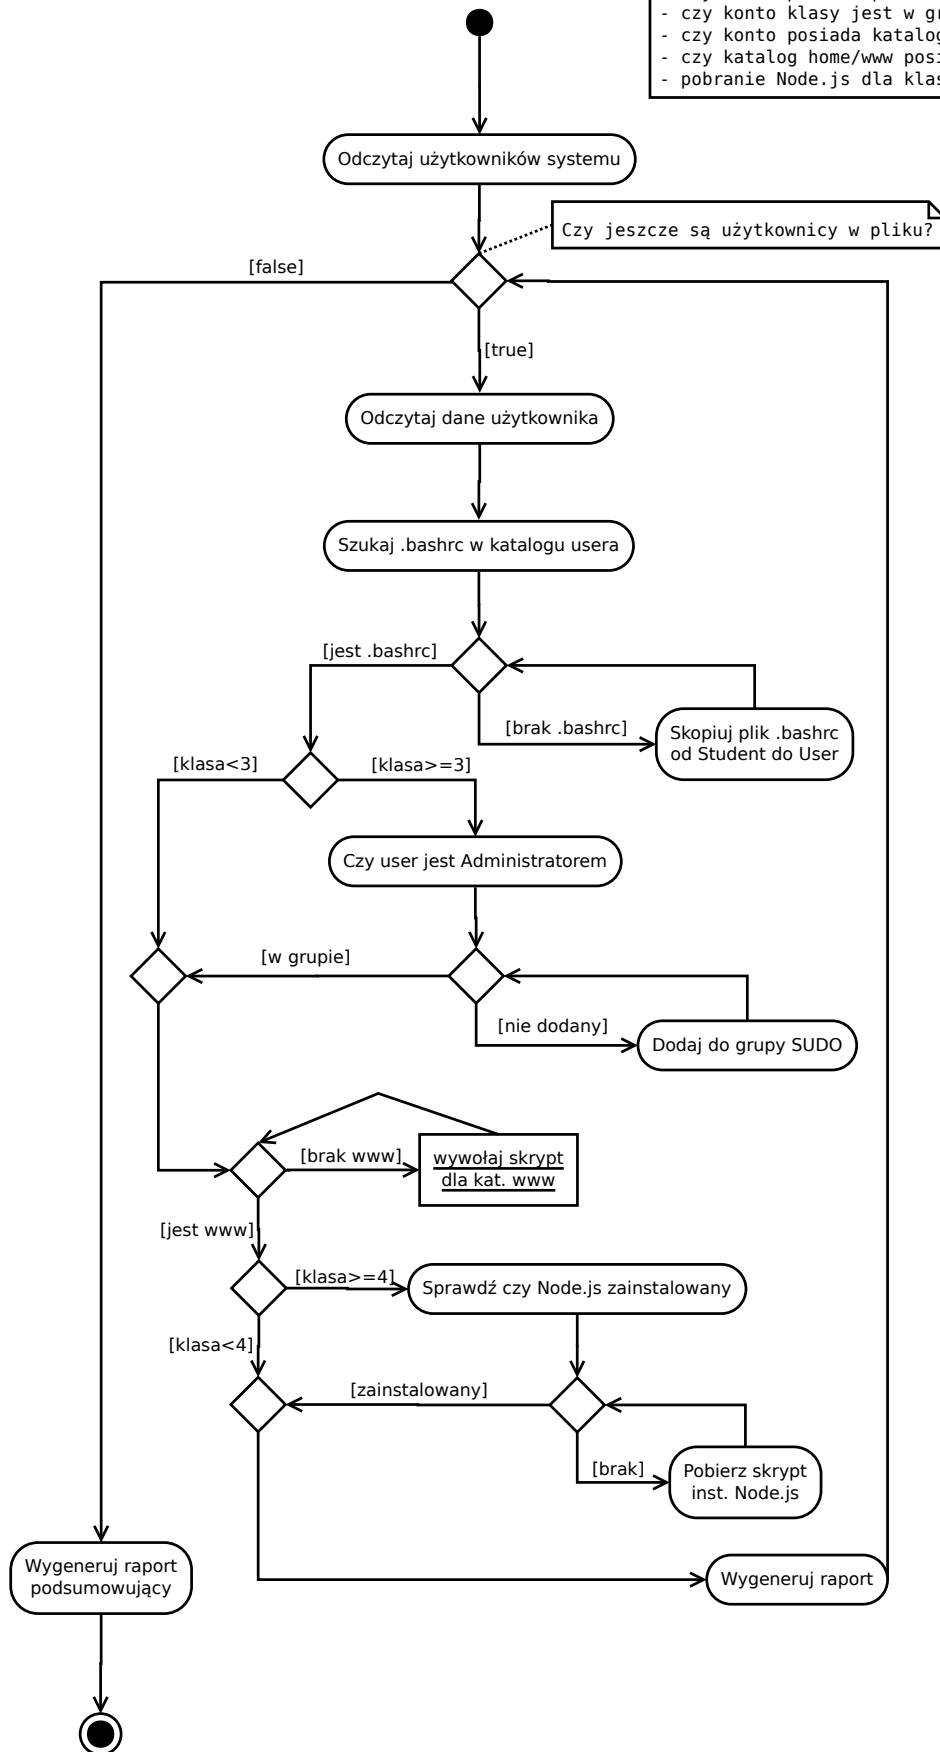 - czy konto klasy jest w
- czy konto posiada katalog
- czy katalog home/www
- pobranie Node.js dla
Odczytaj użytkowników systemu
Czy jeszcze są użytkownicy w pliku?
[false]
[true]
Odczytaj dane użytkownika
Szukaj .bashrc w katalogu usera
[jest .bashrc]
[brak .bashrc]
Skopiuj plik .bashrc
od Student do User
[klasa<3]
[klasa>=3]
Czy user jest Administratorem
[w grupie]
[nie dodany]
Dodaj do grupy SUDO
[brak www]
wywołaj skrypt
dla kat. www
[jest www]
[klasa>=4]
Sprawdź czy Node.js zainstalowany
[klasa<4]
[zainstalowany]
[brak]
Pobierz skrypt
inst. Node.js
Wygeneruj raport
podsumowujący
Wygeneruj raport